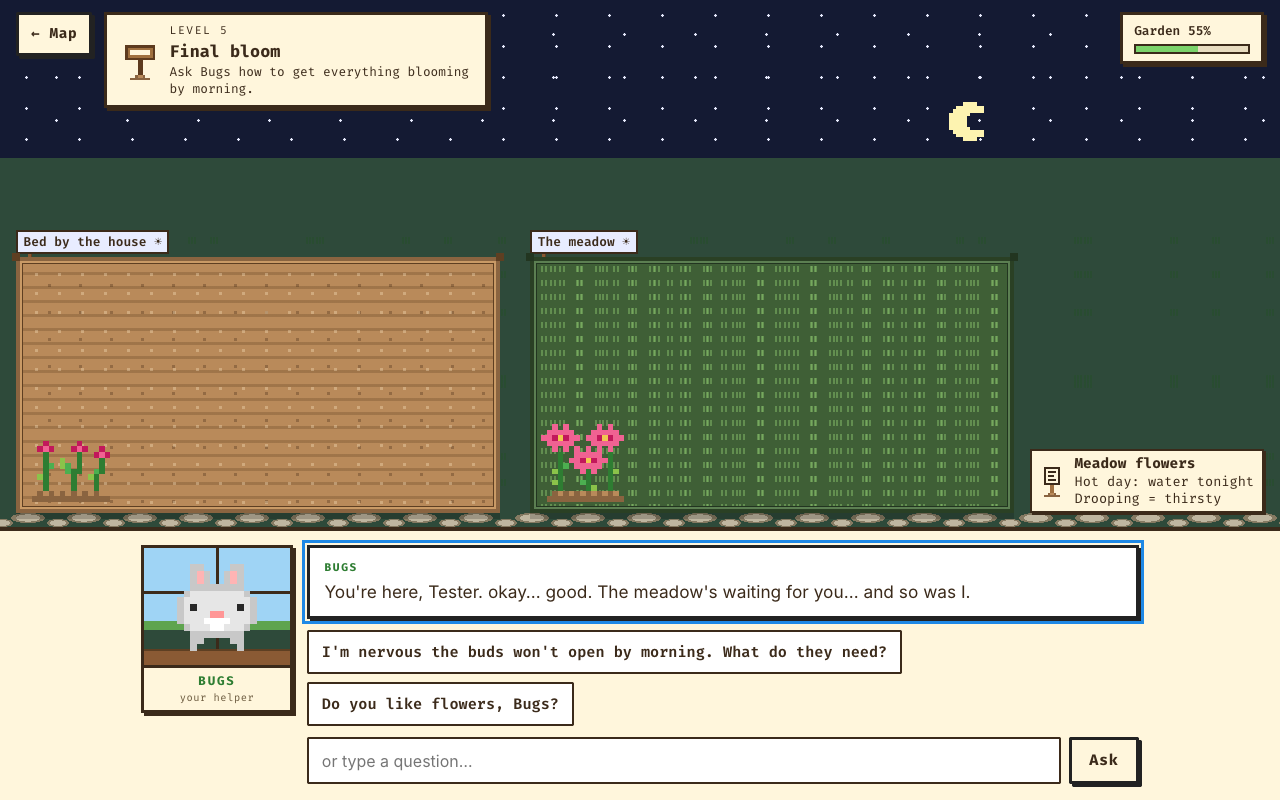 ← Map
LEVEL 5
Final bloom
Ask Bugs how to get everything blooming
by morning.
Garden 55%
Bed by the house ☀
The meadow ☀
Meadow flowers
Hot day: water tonight
Drooping = thirsty
BUGS
You're here, Tester. okay... good. The meadow's waiting for you... and so was I.
I'm nervous the buds won't open by morning. What do they need?
BUGS
your helper
Do you like flowers, Bugs?
or type a question...
Ask